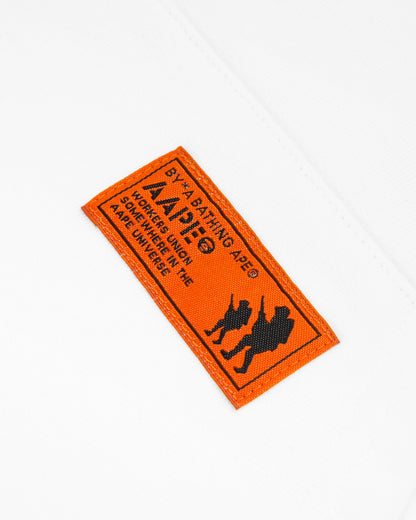 BY*A BATHING APE®
AAPE
WORKERS UNION
SOMEWHERE IN THE
AAPE UNIVERSE